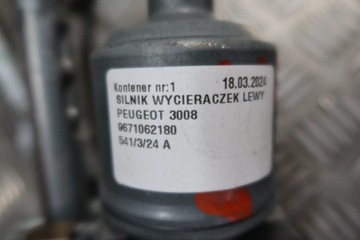 Kontener nr:1 18.03.2024
SILNIK WYCIERACZEK LEWY
PEUGEOT 3008
9671062180
541/3/24 A